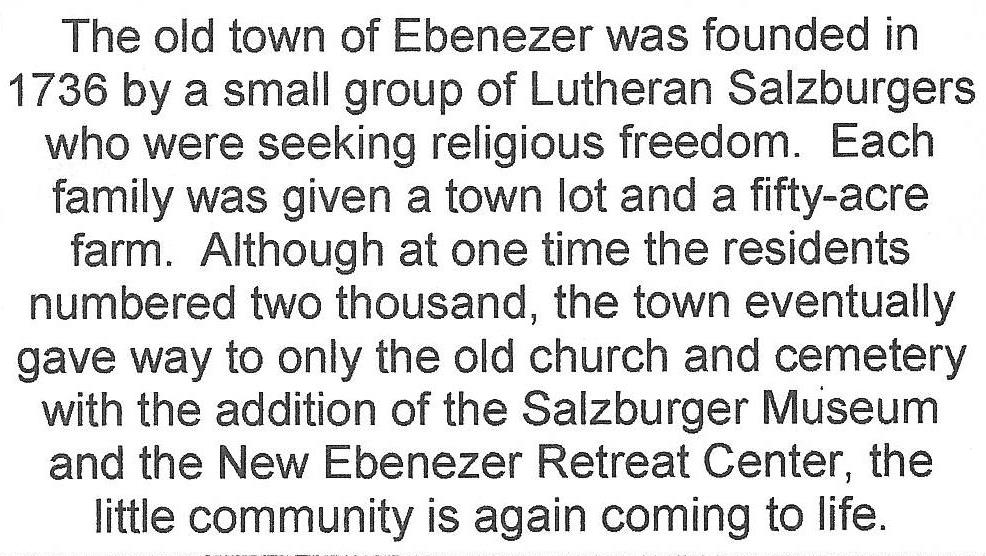 The old town of Ebenezer was founded in
1736 by a small group of Lutheran Salzburgers
who were seeking religious freedom.  Each
family was given a town lot and a fifty-acre
farm.  Although at one time the residents
numbered two thousand, the town eventually
gave way to only the old church and cemetery
with the addition of the Salzburger Museum
and the New Ebenezer Retreat Center, the
little community is again coming to life.